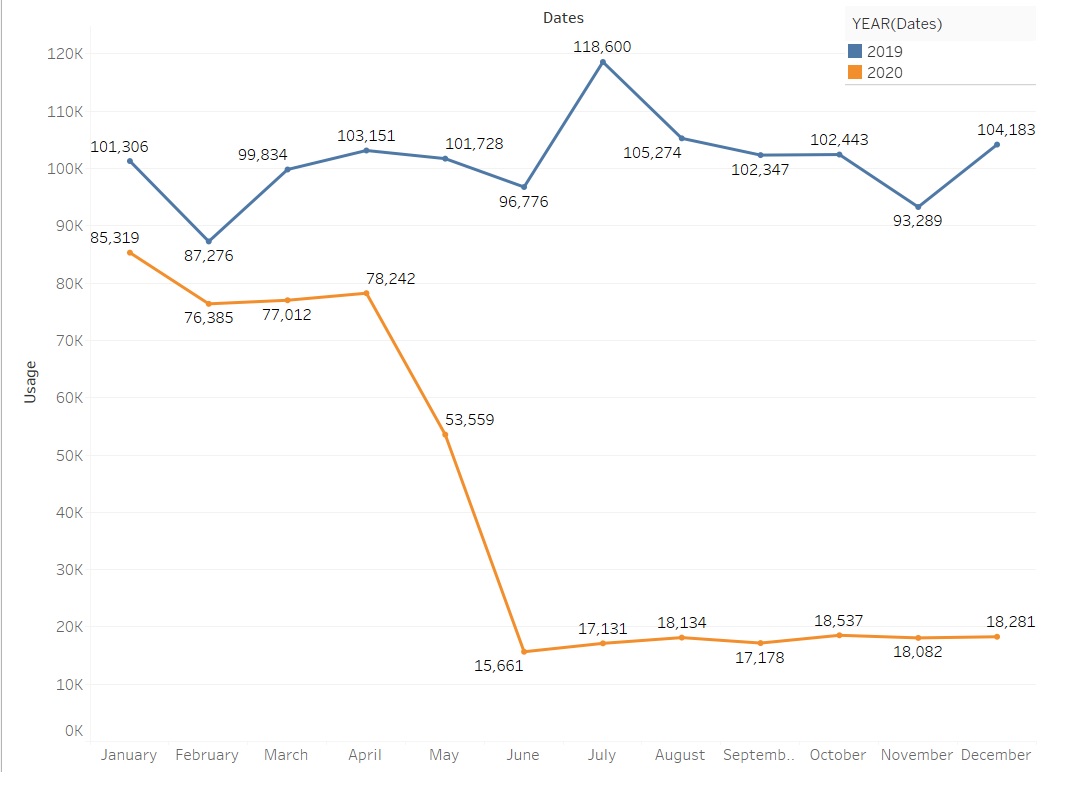 Dates
YEAR(Dates)
2019
2020
120K
110K
100K
90K
80K
70K
60K
50K
40K
30K
20K
10K
0K
Usage
101,306
87,276
99,834
103,151
101,728
96,776
118,600
105,274
102,347
102,443
93,289
104,183
85,319
76,385
77,012
78,242
53,559
15,661
17,131
18,134
17,178
18,537
18,082
18,281
January February March April May June July August Septemb.. October November December